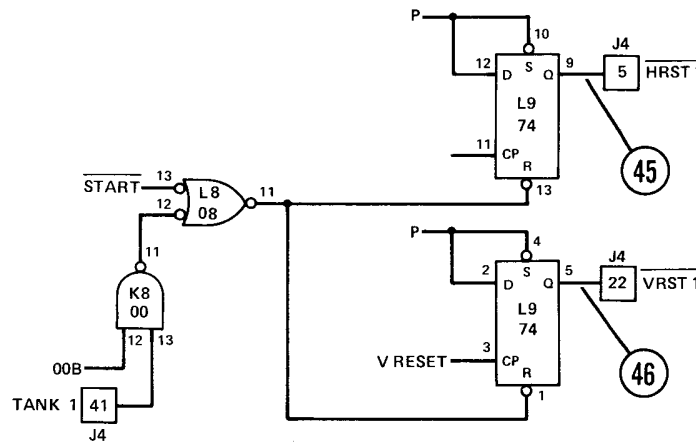 P
10
J4
12 D S Q 9
5
HRST 1
L9
74
11 CP
R
13
45
START 13
L8
08
11
12
11
K8
00
12 13
00B
TANK 1 41
J4
P
4
J4
2 D S Q 5
22
VRST 1
L9
74
V RESET 3 CP
R
1
46